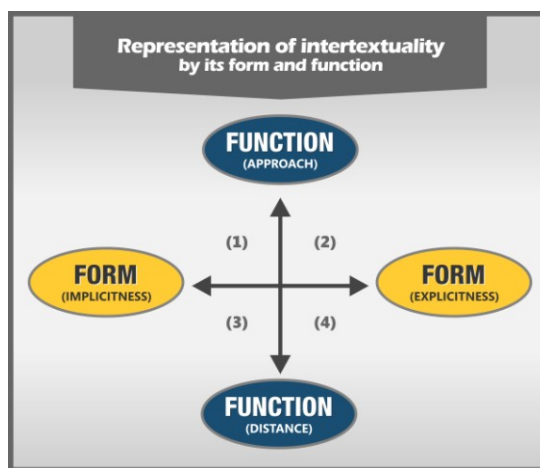 Representation of intertextuality
by its form and function
FUNCTION
(APPROACH)
(1)
(2)
FORM
(IMPLICITNESS)
FORM
(EXPLICITNESS)
(3)
(4)
FUNCTION
(DISTANCE)